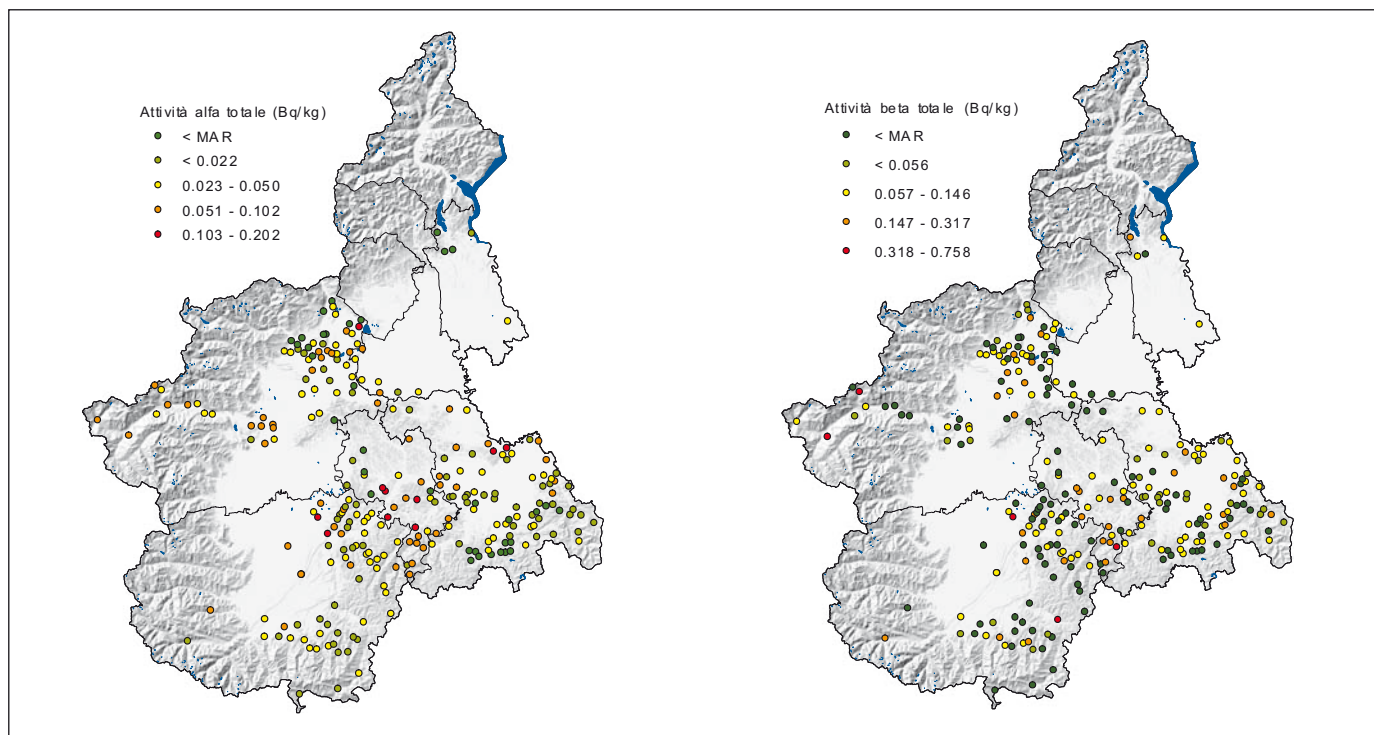 Attività alfa totale (Bq/kg)
< MAR
< 0.022
0.023 - 0.050
0.051 - 0.102
0.103 - 0.202
Attività beta totale (Bq/kg)
< MAR
< 0.056
0.057 - 0.146
0.147 - 0.317
0.318 - 0.758